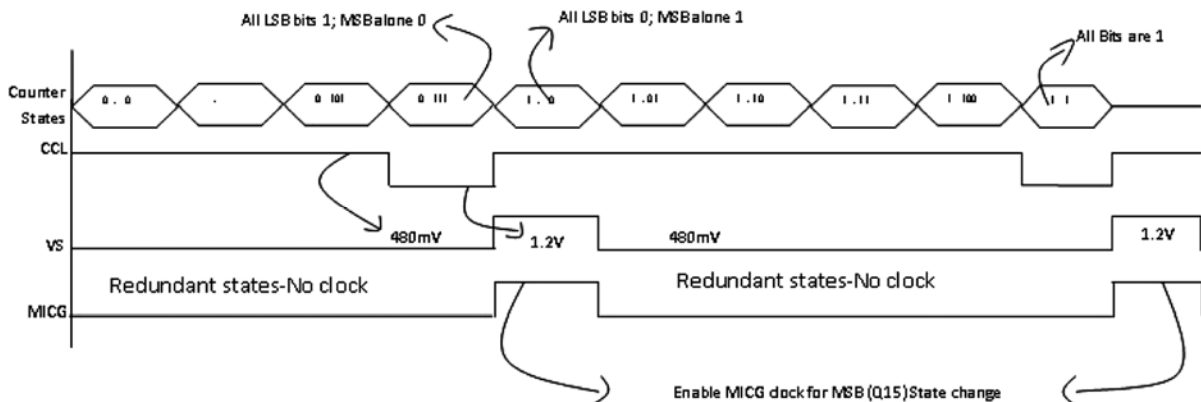 All LSB bits 1; MSB alone 0
All LSB bits 0; MSB alone 1
All Bits are 1
Counter
States
0 . . 0
.
0 101
0 111
1 . . 0
1 . 01
1 . 10
1 . 11
1 100
1 1
CCL
480mV
1.2V
480mV
1.2V
VS
Redundant states-No clock
Redundant states-No clock
MICG
Enable MICG clock for MSB (Q15) State change